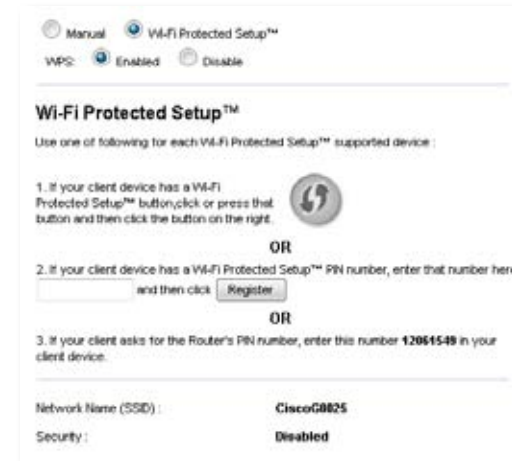 Manual Wi-Fi Protected Setup™
WPS: Enabled Disable
Wi-Fi Protected Setup™
Use one of following for each Wi-Fi Protected Setup™ supported device :
1. If your client device has a Wi-Fi
Protected Setup™ button,click or press that
button and then click the button on the right.
OR
2. If your client device has a Wi-Fi Protected Setup™ PIN number, enter that number here
and then click Register
OR
3. If your client asks for the Router's PIN number, enter this number 12061549 in your
client device.
Network Name (SSID) : Cisco60025
Security : Disabled